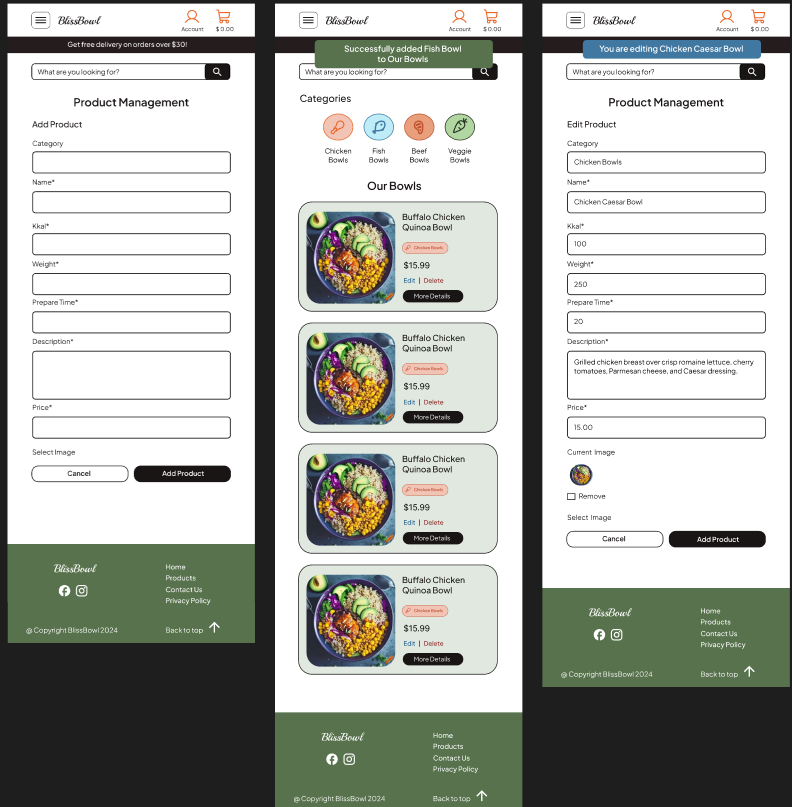 BlissBowl
Account
$ 0.00
Get free delivery on orders over $30!
What are you looking for?
Product Management
Add Product
Category
Name*
Kkal*
Weight*
Prepare Time*
Description*
Price*
Select Image
Cancel
Add Product
BlissBowl
Home
Products
Contact Us
Privacy Policy
@ Copyright BlissBowl 2024
Back to top
BlissBowl
Account
$ 0.00
Successfully added Fish Bowl
to Our Bowls
What are you looking for?
Categories
Chicken
Bowls
Fish
Bowls
Beef
Bowls
Veggie
Bowls
Our Bowls
Buffalo Chicken
Quinoa Bowl
Chicken Bowls
$15.99
Edit | Delete
More Details
Buffalo Chicken
Quinoa Bowl
Chicken Bowls
$15.99
Edit | Delete
More Details
Buffalo Chicken
Quinoa Bowl
Chicken Bowls
$15.99
Edit | Delete
More Details
Buffalo Chicken
Quinoa Bowl
Chicken Bowls
$15.99
Edit | Delete
More Details
BlissBowl
Home
Products
Contact Us
Privacy Policy
@ Copyright BlissBowl 2024
Back to top
BlissBowl
Account
$ 0.00
You are editing Chicken Caesar Bowl
What are you looking for?
Product Management
Edit Product
Category
Chicken Bowls
Name*
Chicken Caesar Bowl
Kkal*
100
Weight*
250
Prepare Time*
20
Description*
Grilled chicken breast over crisp romaine lettuce, cherry
tomatoes, Parmesan cheese, and Caesar dressing.
Price*
15.00
Current Image
Remove
Select Image
Cancel
Add Product
BlissBowl
Home
Products
Contact Us
Privacy Policy
@ Copyright BlissBowl 2024
Back to top